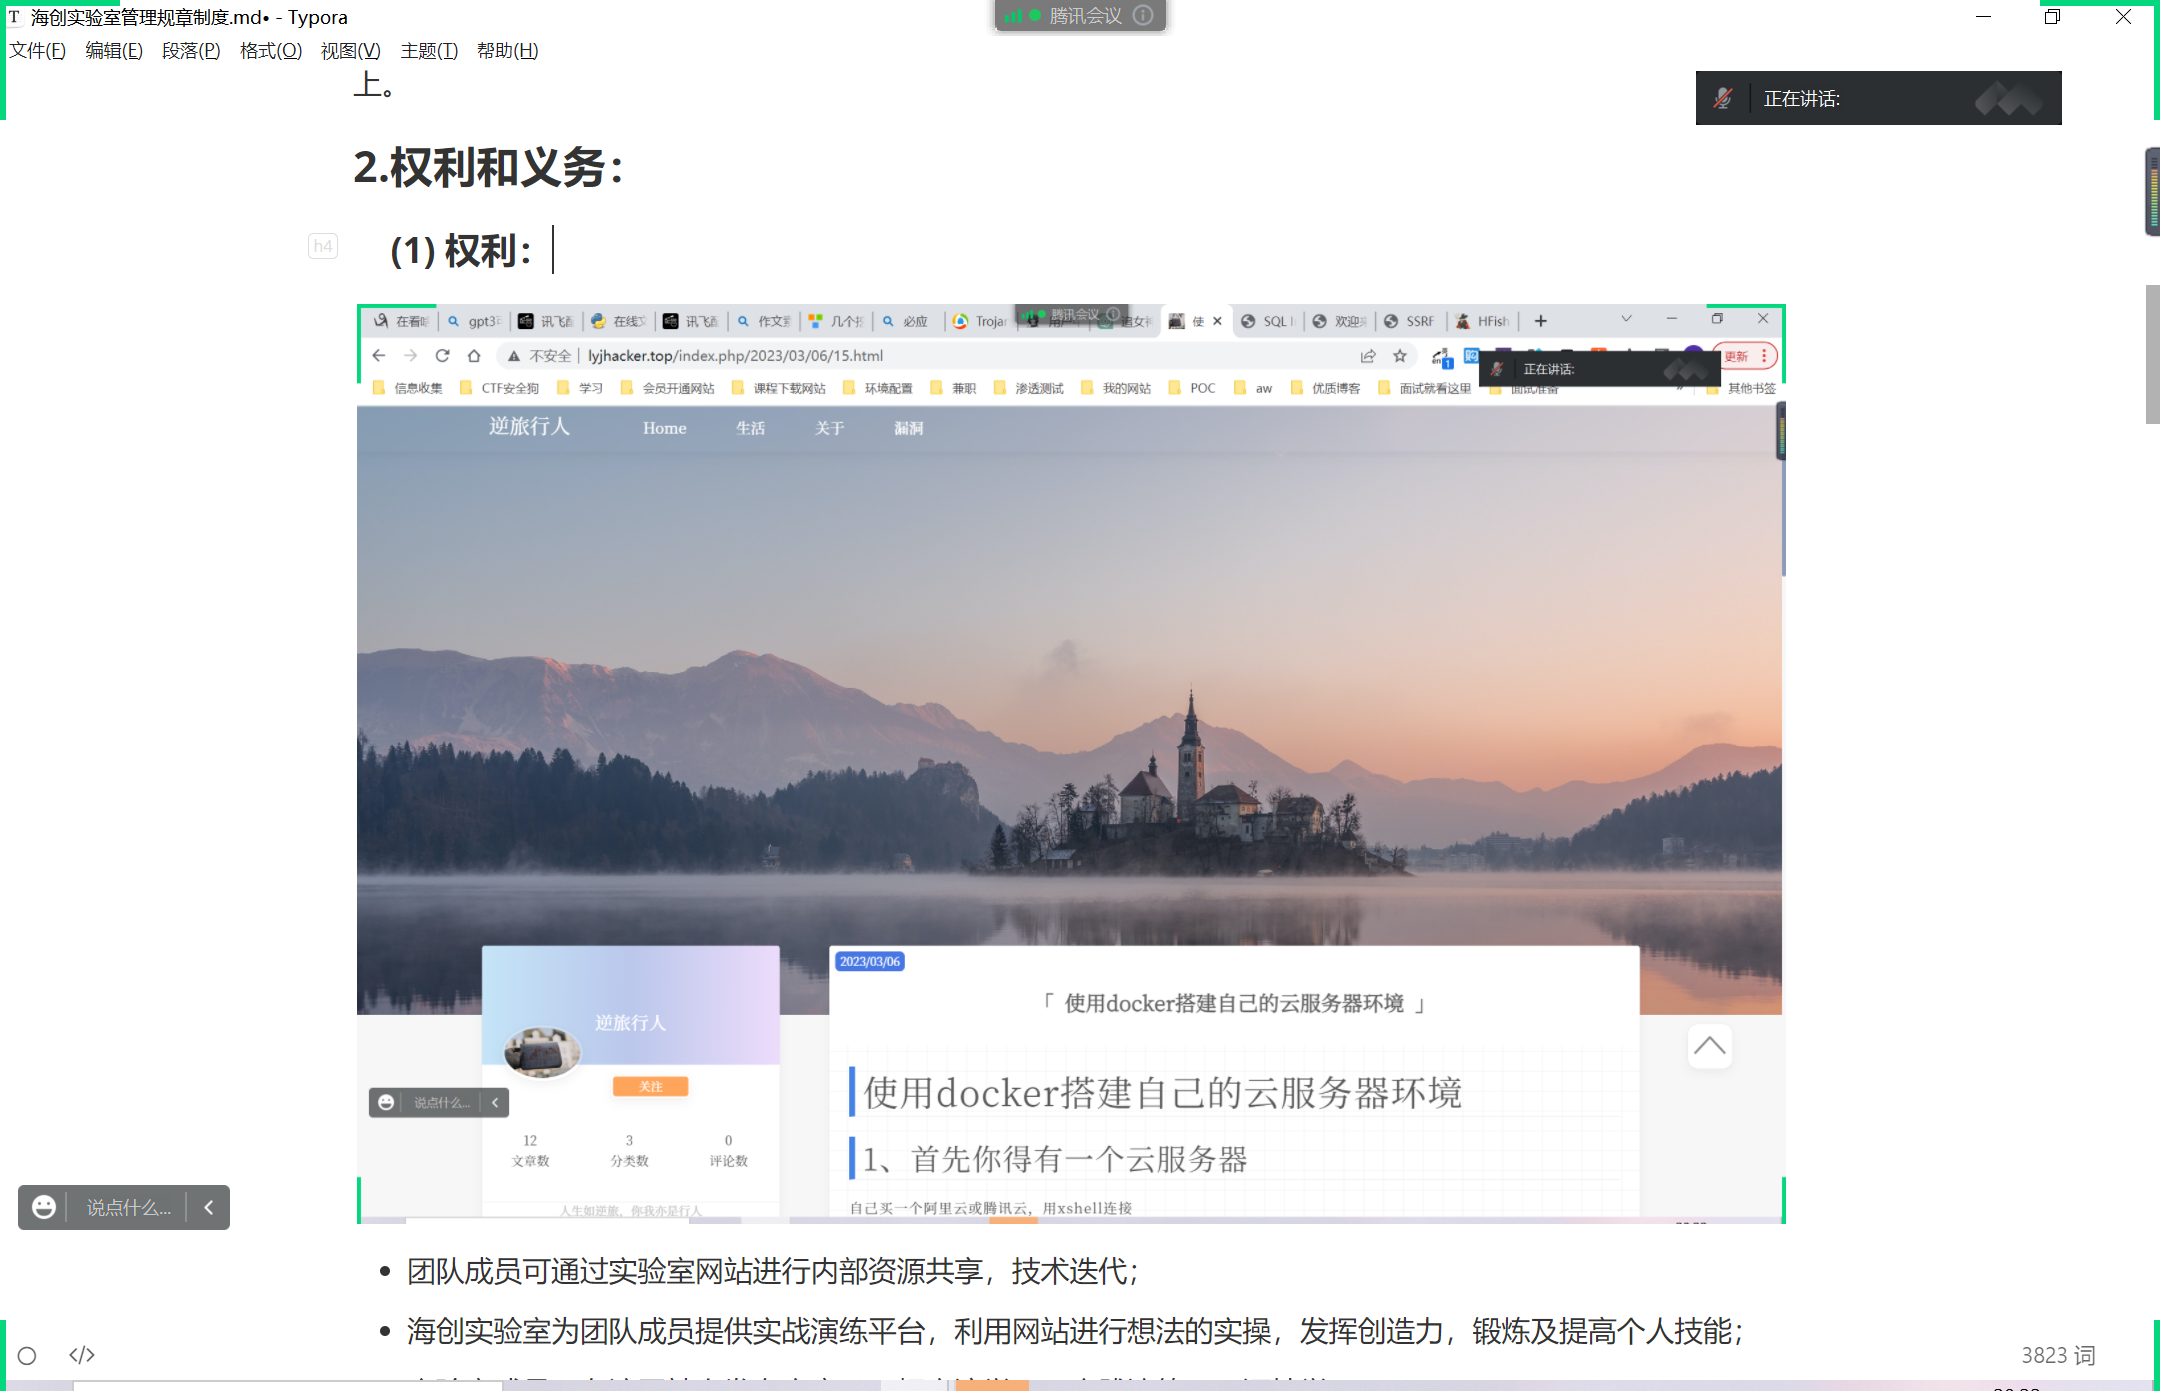 海创实验室管理规章制度.md• - Typora
腾讯会议
文件(F) 编辑(E) 段落(P) 格式(O) 视图(V) 主题(T) 帮助(H)
上。
正在讲话:
2.权利和义务：
h4
(1) 权利：
在看 gpt3 讯飞 在线 讯飞 作文 几个 必应 Trojan 腾讯会议 追女 使 SQL 欢迎 SSRF HFish
不安全 lyjhacker.top/index.php/2023/03/06/15.html
更新
正在讲话:
信息收集 CTF安全狗 学习 会员开通网站 课程下载网站 环境配置 兼职 渗透测试 我的网站 POC aw 优质博客 面试就看这里 面试准备 » 其他书签
逆旅行人 Home 生活 关于 漏洞
2023/03/06
「 使用docker搭建自己的云服务器环境 」
逆旅行人
关注
使用docker搭建自己的云服务器环境
说点什么...
12 3 0
文章数 分类数 评论数
1、首先你得有一个云服务器
自己买一个阿里云或腾讯云，用xshell连接
人生如逆旅，你我亦是行人
说点什么...
团队成员可通过实验室网站进行内部资源共享，技术迭代；
海创实验室为团队成员提供实战演练平台，利用网站进行想法的实操，发挥创造力，锻炼及提高个人技能；
</> 3823 词